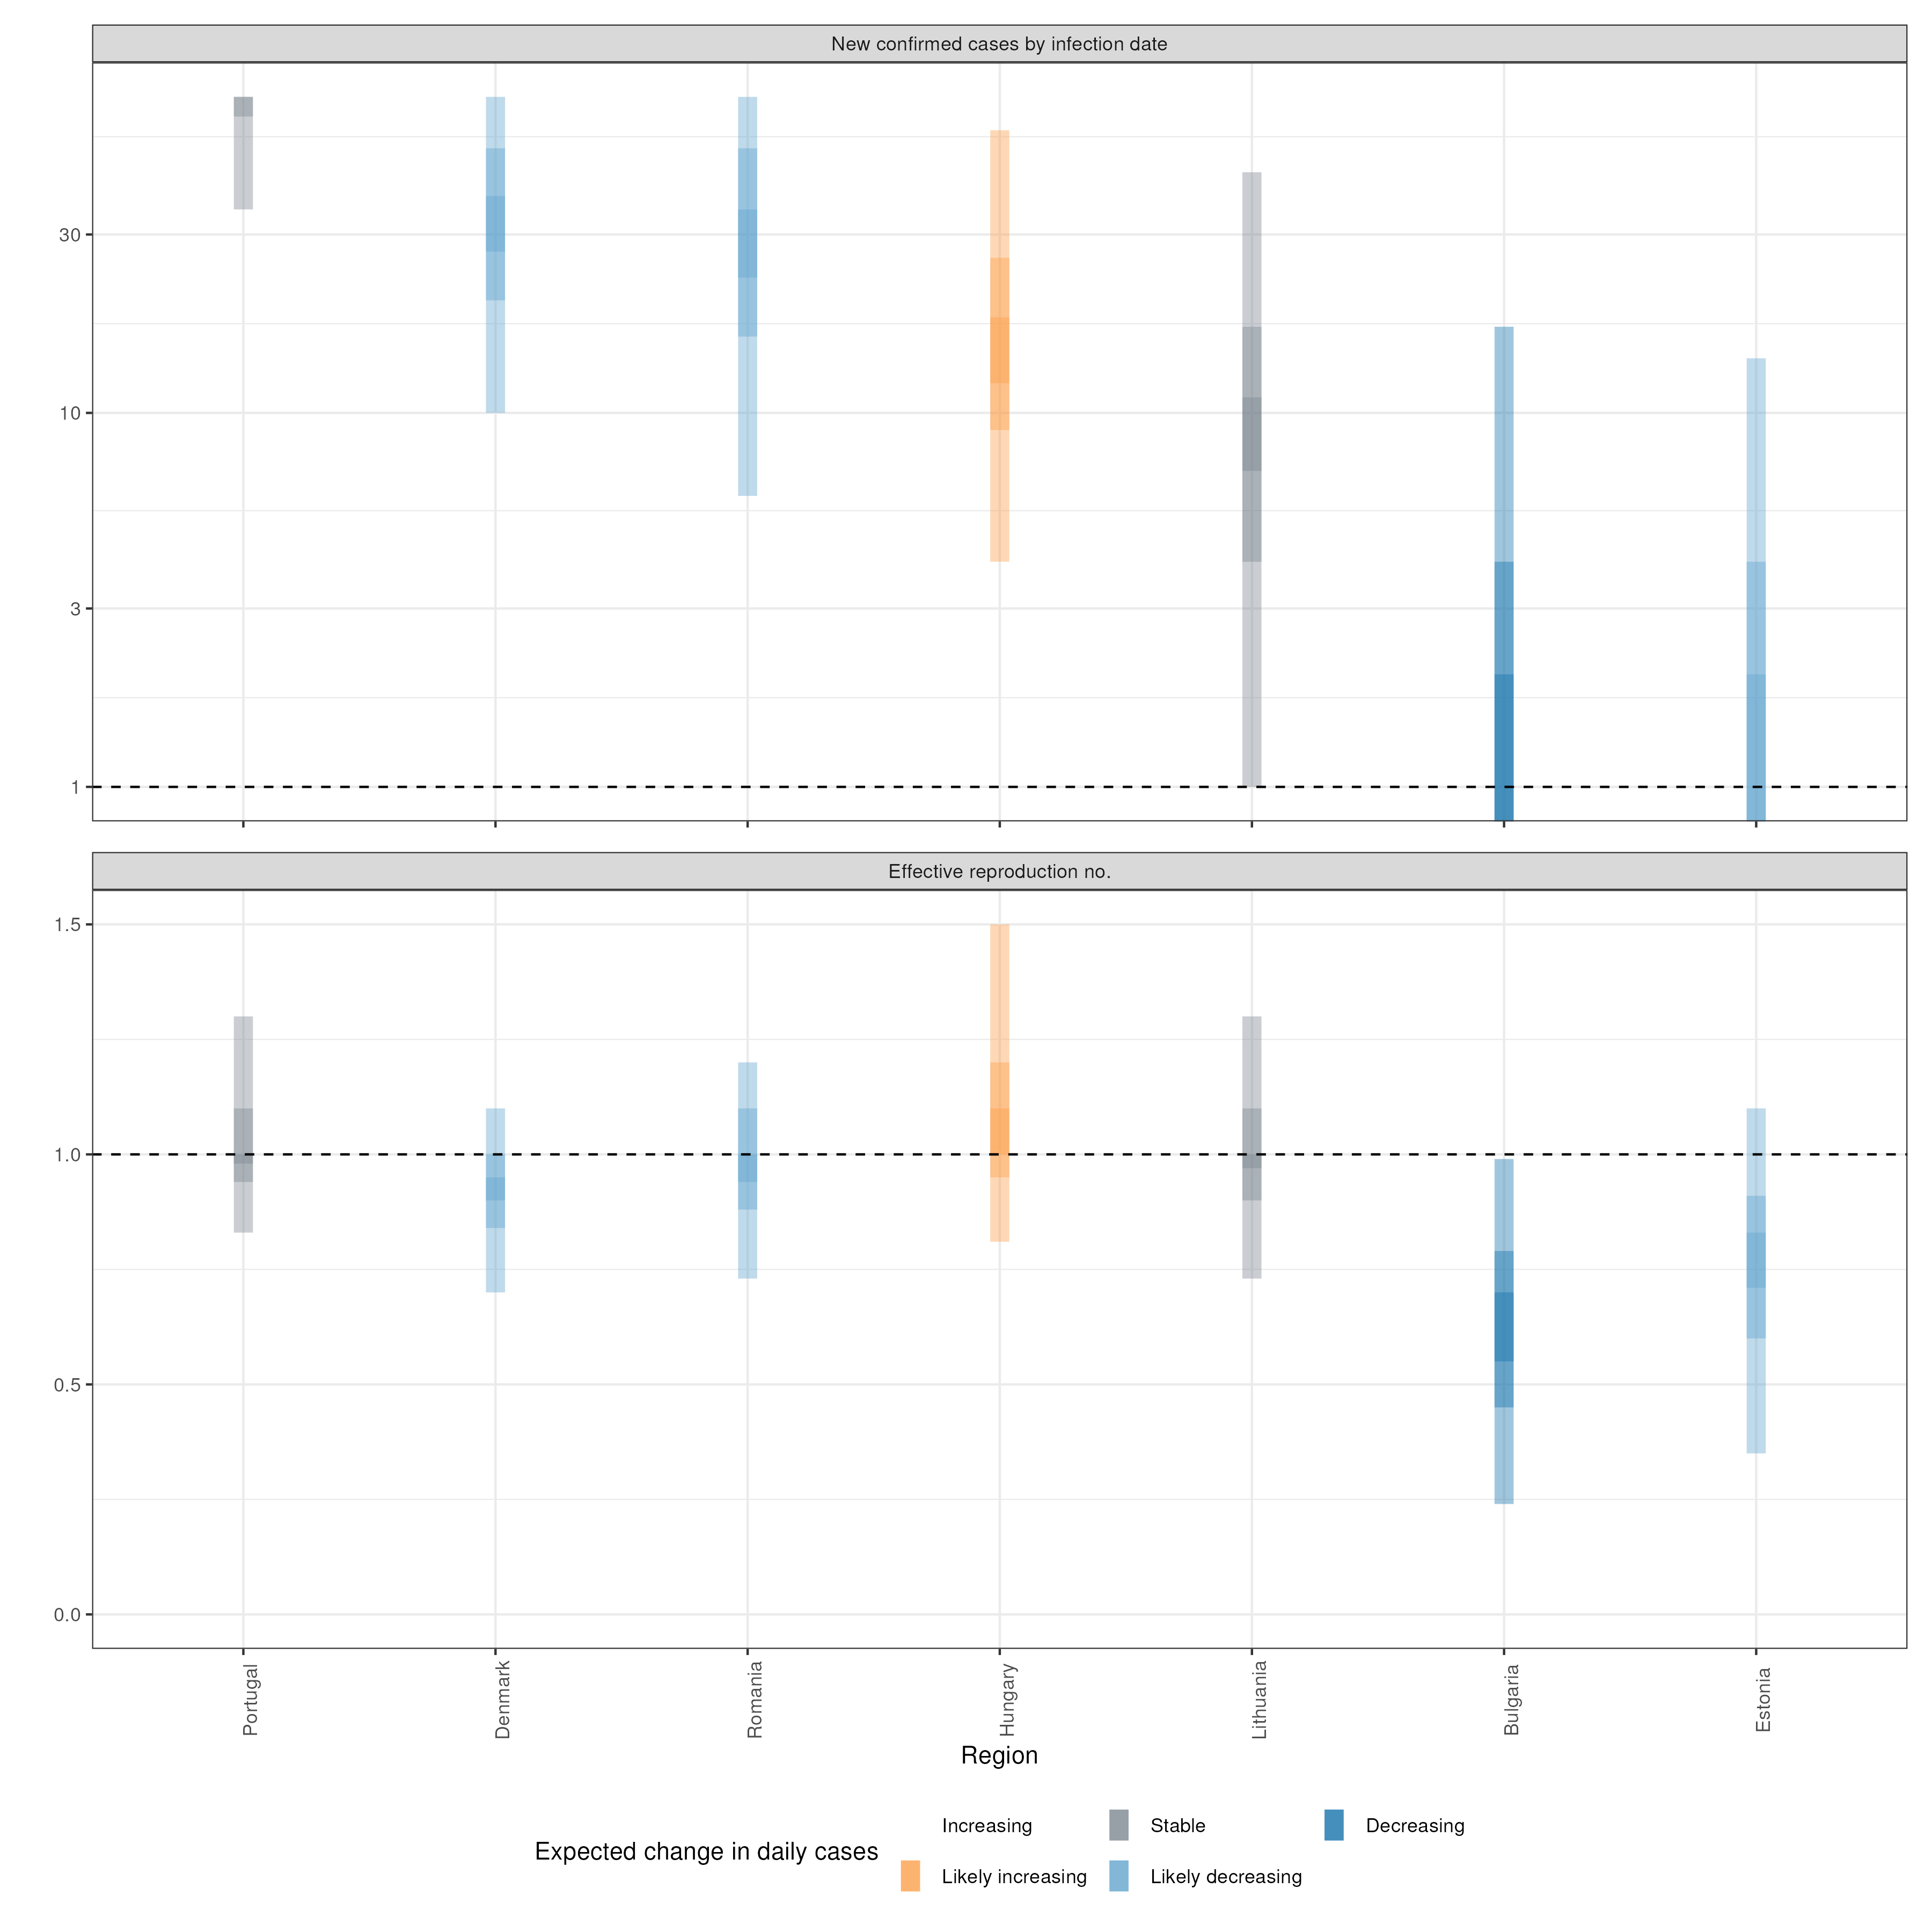 New confirmed cases by infection date
30
10
3
1
Effective reproduction no.
1.5
1.0
0.5
0.0
Portugal
Denmark
Romania
Hungary
Lithuania
Bulgaria
Estonia
Region
Expected change in daily cases
Increasing
Stable
Decreasing
Likely increasing
Likely decreasing